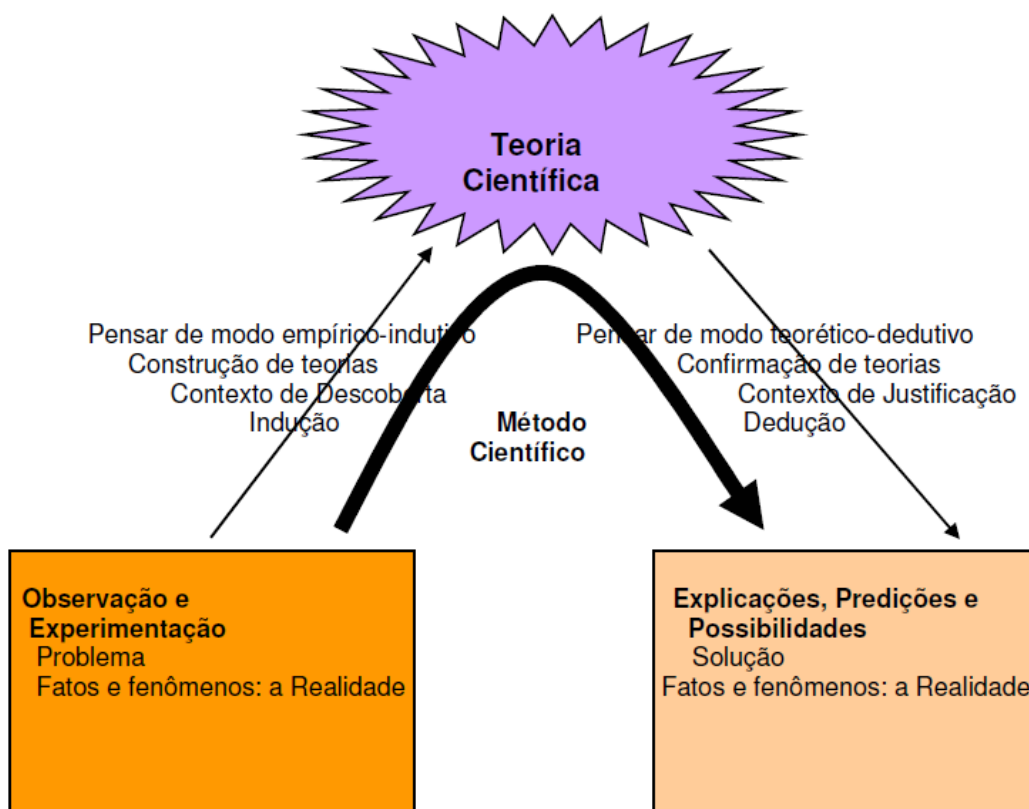 Teoria
Científica
Pensar de modo empírico-indutivo
Construção de teorias
Contexto de Descoberta
Indução
Pensar de modo teorético-dedutivo
Confirmação de teorias
Contexto de Justificação
Dedução
Método
Científico
Observação e
Experimentação
Problema
Fatos e fenômenos: a Realidade
Explicações, Predições e
Possibilidades
Solução
Fatos e fenômenos: a Realidade